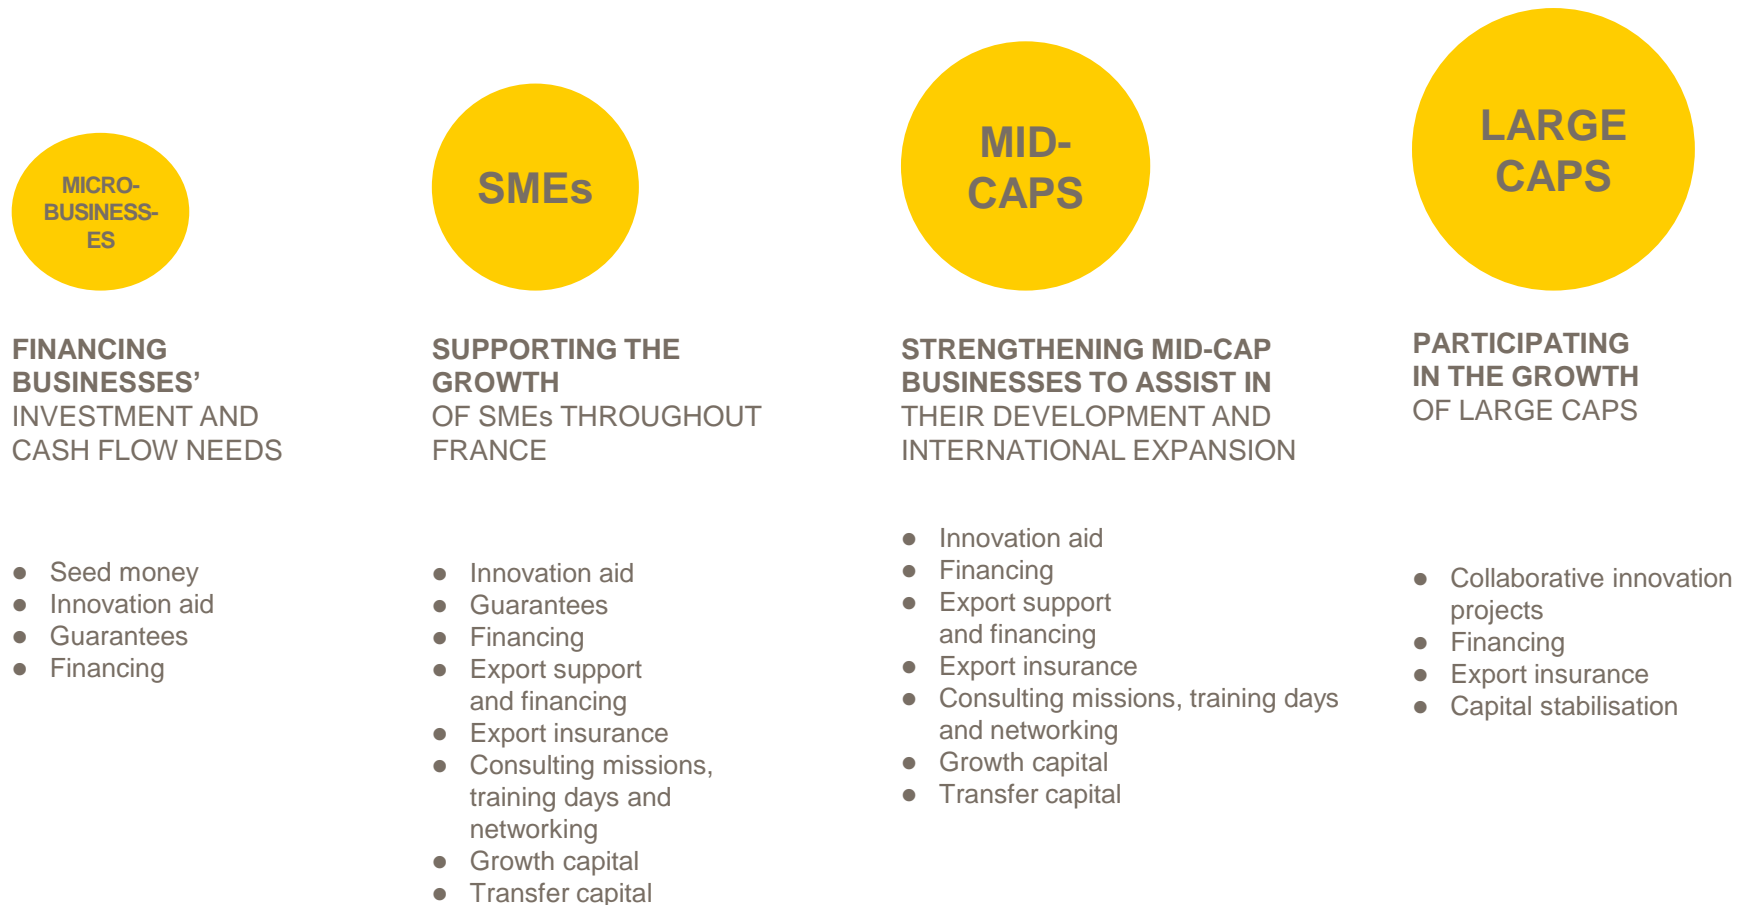 MICRO-
BUSINESS-
ES
FINANCING
BUSINESSES’
INVESTMENT AND
CASH FLOW NEEDS
● Seed money
● Innovation aid
● Guarantees
● Financing
SMEs
SUPPORTING THE
GROWTH
OF SMEs THROUGHOUT
FRANCE
● Innovation aid
● Guarantees
● Financing
● Export support
and financing
● Export insurance
● Consulting missions,
training days and
networking
● Growth capital
● Transfer capital
MID-
CAPS
STRENGTHENING MID-CAP
BUSINESSES TO ASSIST IN
THEIR DEVELOPMENT AND
INTERNATIONAL EXPANSION
● Innovation aid
● Financing
● Export support
and financing
● Export insurance
● Consulting missions, training days
and networking
● Growth capital
● Transfer capital
LARGE
CAPS
PARTICIPATING
IN THE GROWTH
OF LARGE CAPS
● Collaborative innovation
projects
● Financing
● Export insurance
● Capital stabilisation